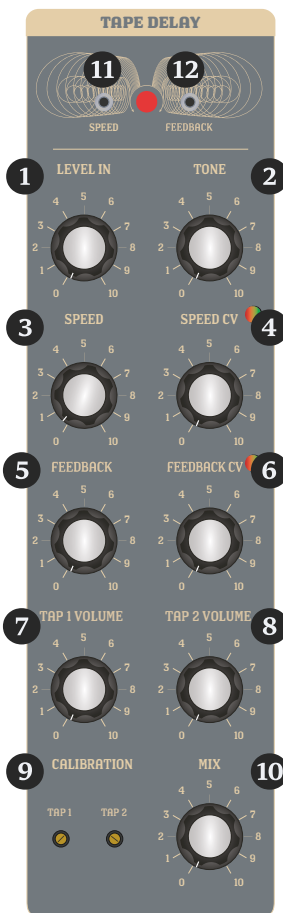 TAPE DELAY
11 12
SPEED FEEDBACK
1 LEVEL IN TONE 2
0 1 2 3 4 5 6 7 8 9 10 0 1 2 3 4 5 6 7 8 9 10
3 SPEED SPEED CV 4
0 1 2 3 4 5 6 7 8 9 10 0 1 2 3 4 5 6 7 8 9 10
5 FEEDBACK FEEDBACK CV 6
0 1 2 3 4 5 6 7 8 9 10 0 1 2 3 4 5 6 7 8 9 10
7 TAP 1 VOLUME TAP 2 VOLUME 8
0 1 2 3 4 5 6 7 8 9 10 0 1 2 3 4 5 6 7 8 9 10
9 CALIBRATION MIX 10
TAP 1 TAP 2
0 1 2 3 4 5 6 7 8 9 10